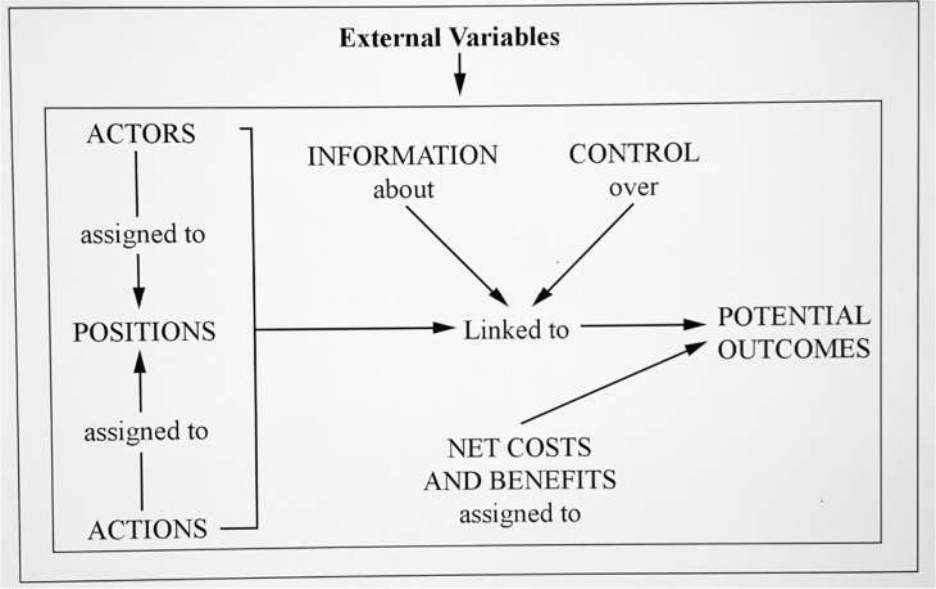 External Variables
ACTORS
assigned to
POSITIONS
assigned to
ACTIONS
INFORMATION
about
CONTROL
over
Linked to
POTENTIAL
OUTCOMES
NET COSTS
AND BENEFITS
assigned to